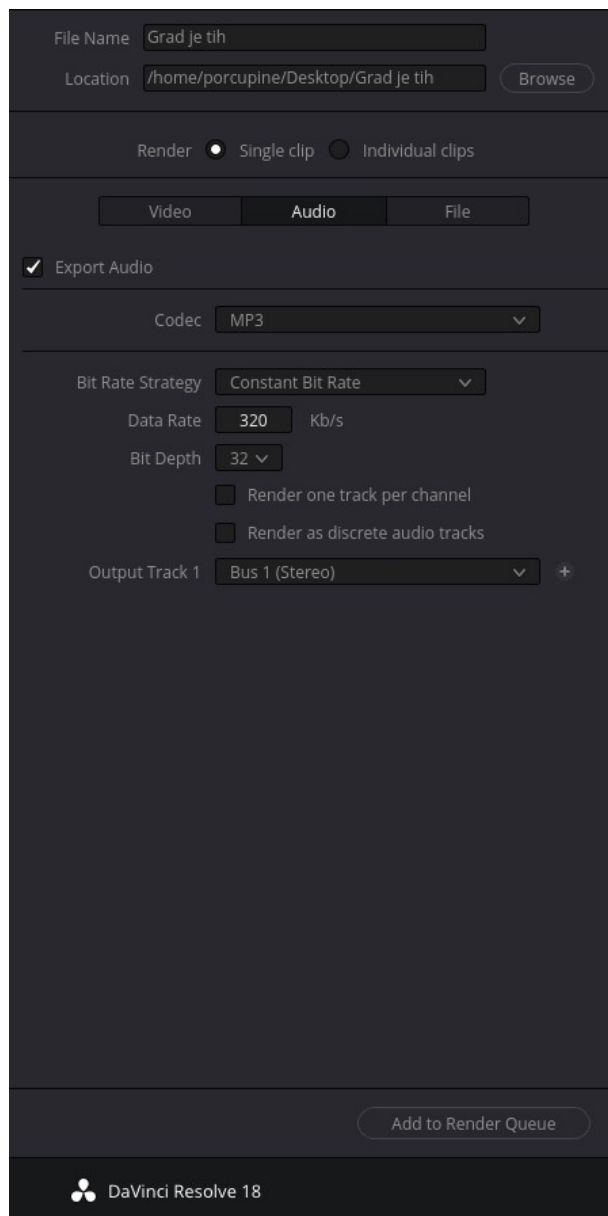 File Name Grad je tih
Location /home/porcupine/Desktop/Grad je tih Browse
Render Single clip Individual clips
Video Audio File
Export Audio
Codec MP3
Bit Rate Strategy Constant Bit Rate
Data Rate 320 Kb/s
Bit Depth 32
Render one track per channel
Render as discrete audio tracks
Output Track 1 Bus 1 (Stereo) +
Add to Render Queue
DaVinci Resolve 18